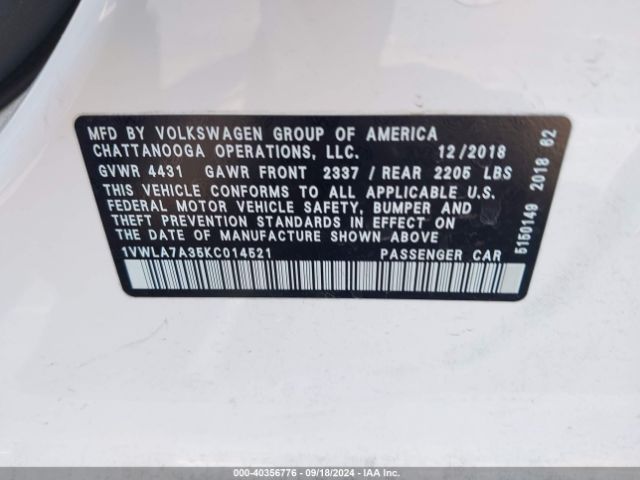 MFD BY VOLKSWAGEN GROUP OF AMERICA
CHATTANOOGA OPERATIONS, LLC. 12/2018
GVWR 4431 GAWR FRONT 2337 / REAR 2205 LBS
THIS VEHICLE CONFORMS TO ALL APPLICABLE U.S.
FEDERAL MOTOR VEHICLE SAFETY, BUMPER AND
THEFT PREVENTION STANDARDS IN EFFECT ON
THE DATE OF MANUFACTURE SHOWN ABOVE
1VWLA7A35KC014521 PASSENGER CAR
5150149 2018 62
000-40356776 - 09/18/2024 - IAA Inc.